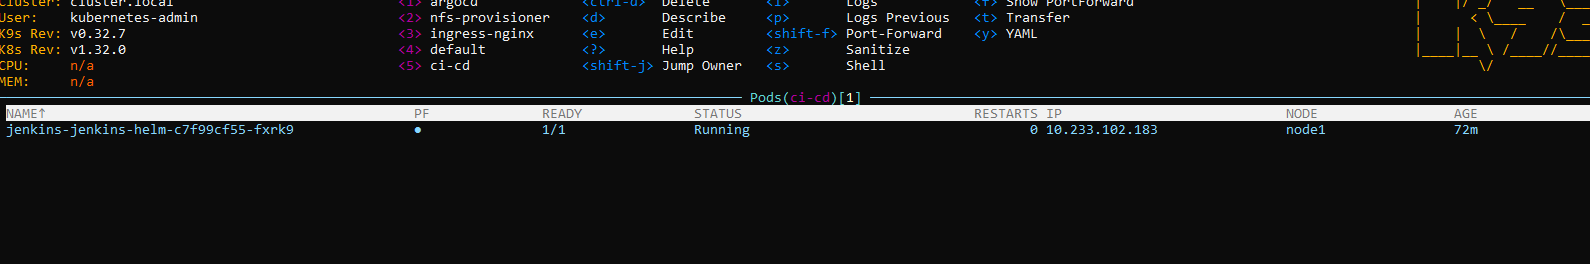 Cluster: cluster.local <1> argocd <ctrl-d> Delete <l> Logs <f> Show PortForward
User: kubernetes-admin <2> nfs-provisioner <d> Describe <p> Logs Previous <t> Transfer
K9s Rev: v0.32.7 <3> ingress-nginx <e> Edit <shift-f> Port-Forward <y> YAML
K8s Rev: v1.32.0 <4> default <?> Help <z> Sanitize
CPU: n/a <5> ci-cd <shift-j> Jump Owner <s> Shell
MEM: n/a
Pods(ci-cd)[1]
NAME↑ PF READY STATUS RESTARTS IP NODE AGE
jenkins-jenkins-helm-c7f99cf55-fxrk9 ● 1/1 Running 0 10.233.102.183 node1 72m